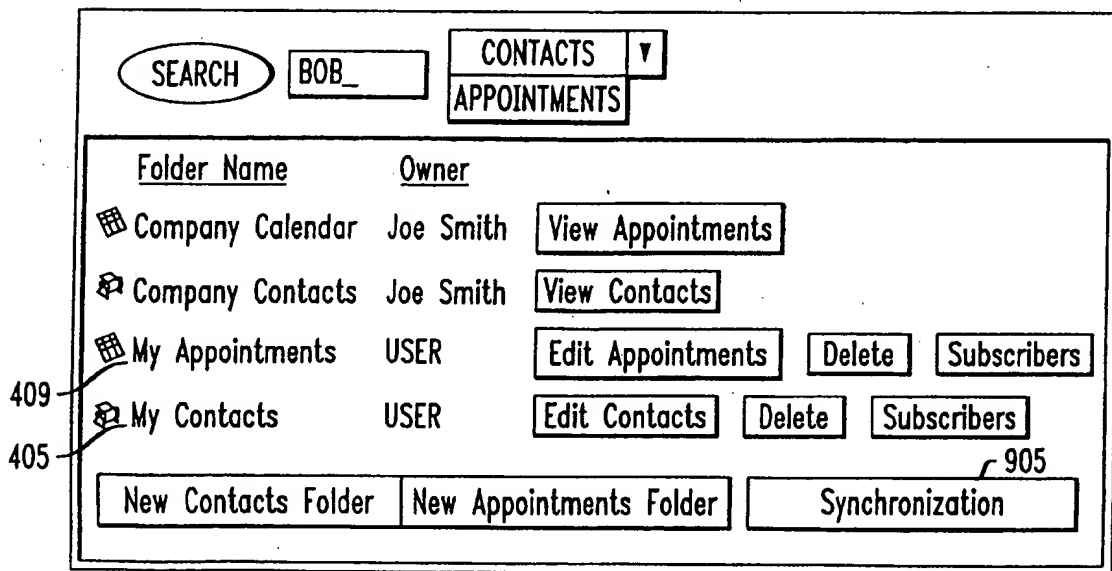 SEARCH BOB_ CONTACTS ▼
APPOINTMENTS
Folder Name Owner
Company Calendar Joe Smith View Appointments
Company Contacts Joe Smith View Contacts
My Appointments USER Edit Appointments Delete Subscribers
409
My Contacts USER Edit Contacts Delete Subscribers
405
905
New Contacts Folder New Appointments Folder Synchronization